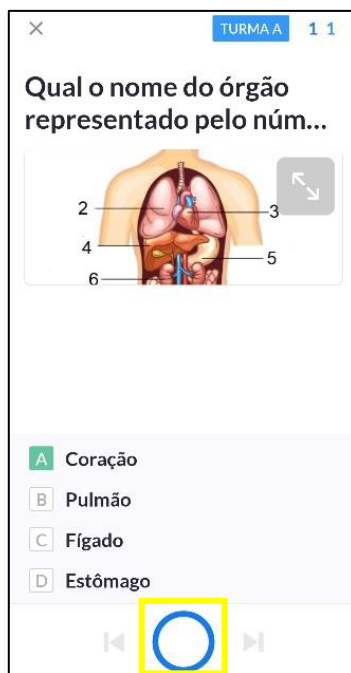 TURMA A 1 1
Qual o nome do órgão
representado pelo núm...
2
3
4
5
6
A Coração
B Pulmão
C Fígado
D Estômago